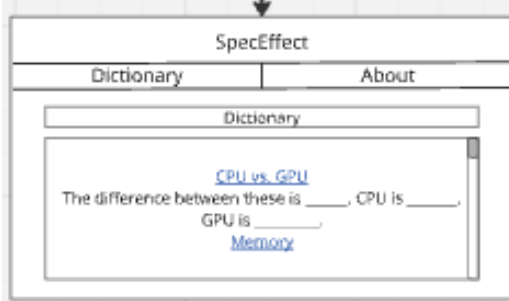 SpecEffect
Dictionary About
Dictionary
CPU vs. GPU
The difference between these is _____. CPU is ______.
GPU is ________.
Memory